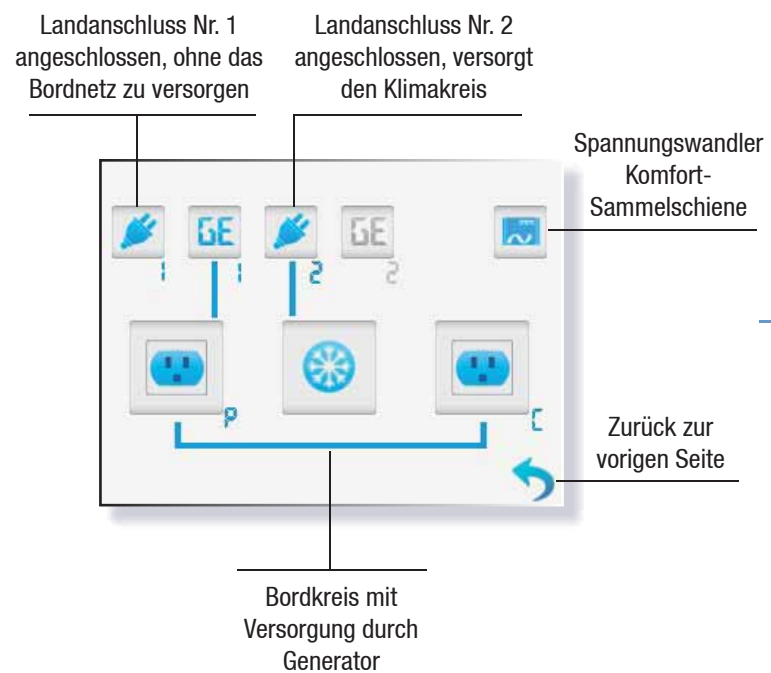 Landanschluss Nr. 1
angeschlossen, ohne das
Bordnetz zu versorgen
Landanschluss Nr. 2
angeschlossen, versorgt
den Klimakreis
Spannungswandler
Komfort-
Sammelschiene
GE
GE
1
1
2
2
P
C
Zurück zur
vorigen Seite
Bordkreis mit
Versorgung durch
Generator